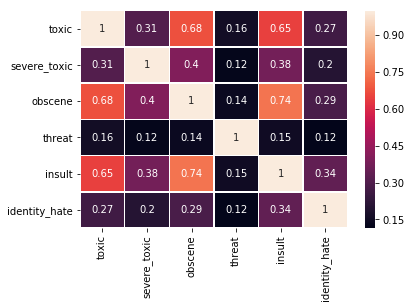 toxic 1 0.31 0.68 0.16 0.65 0.27
severe_toxic 0.31 1 0.4 0.12 0.38 0.2
obscene 0.68 0.4 1 0.14 0.74 0.29
threat 0.16 0.12 0.14 1 0.15 0.12
insult 0.65 0.38 0.74 0.15 1 0.34
identity_hate 0.27 0.2 0.29 0.12 0.34 1
toxic severe_toxic obscene threat insult identity_hate
0.90
0.75
0.60
0.45
0.30
0.15